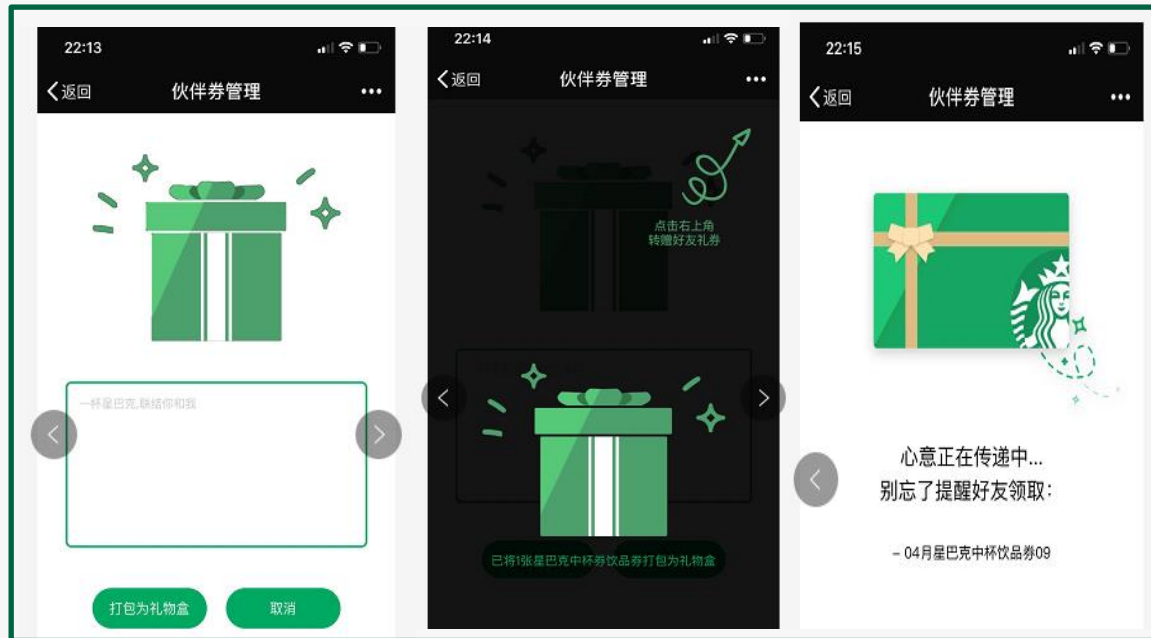 22:13
返回
伙伴券管理
一杯星巴克,联结你和我
打包为礼物盒
取消
22:14
返回
伙伴券管理
点击右上角
转赠好友礼券
已将1张星巴克中杯券饮品券打包为礼物盒
22:15
返回
伙伴券管理
心意正在传递中...
别忘了提醒好友领取:
– 04月星巴克中杯饮品券09